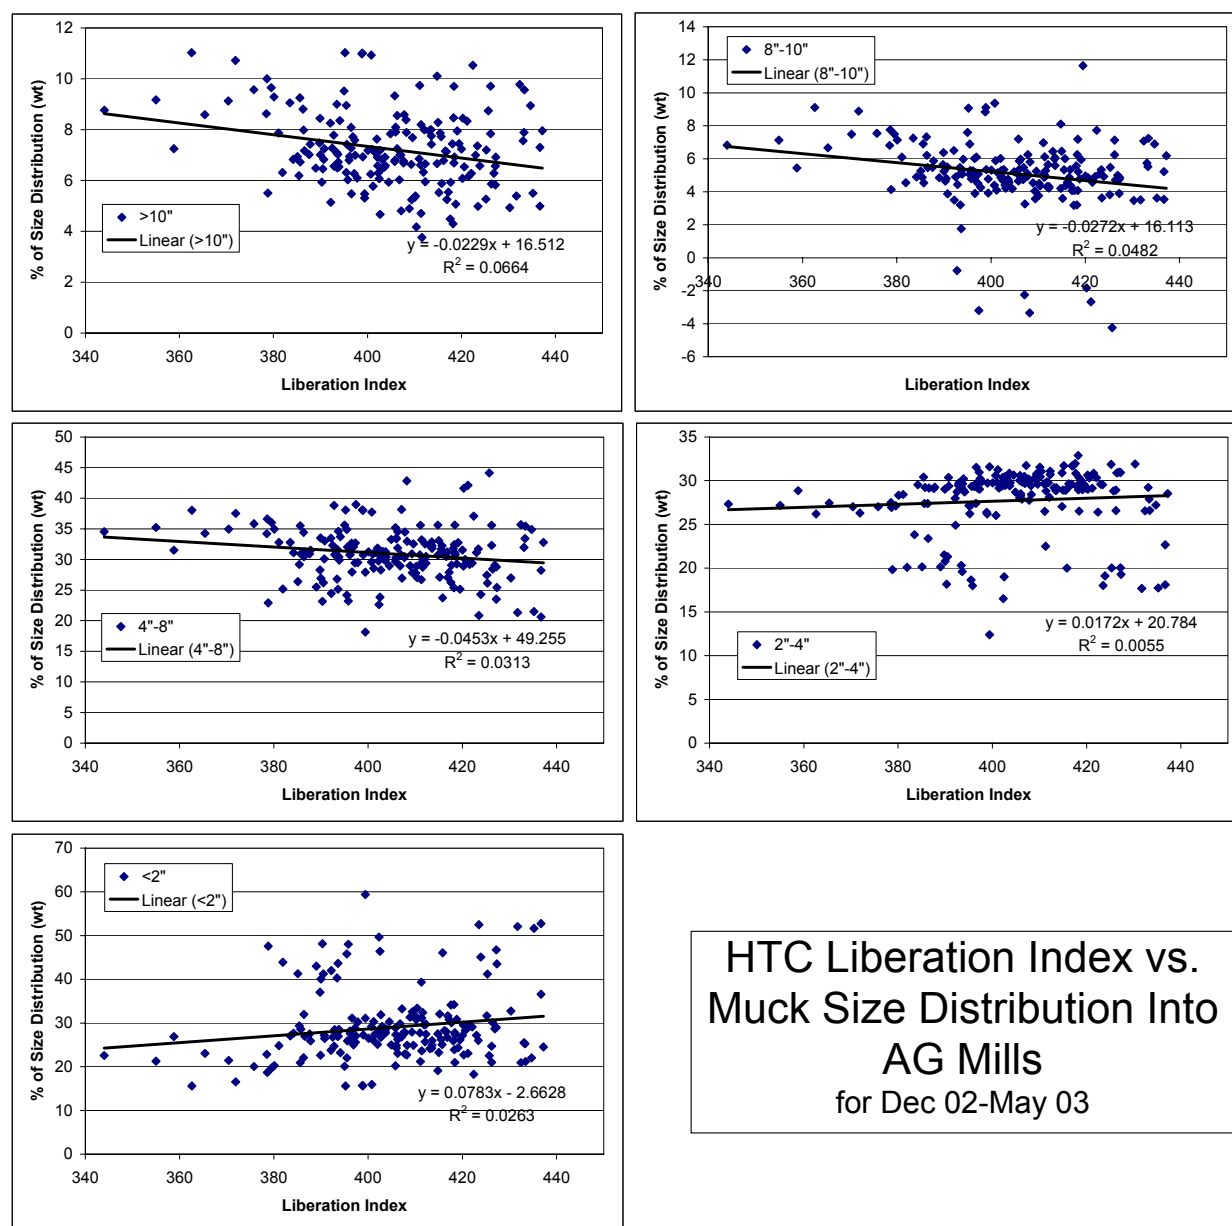 12
10
8
6
4
2
0
% of Size Distribution (wt)
>10"
Linear (>10")
y = -0.0229x + 16.512
R² = 0.0664
340 360 380 400 420 440
Liberation Index
14
12
10
8
6
4
2
0
-2
-4
-6
% of Size Distribution (wt)
8"-10"
Linear (8"-10")
y = -0.0272x + 16.113
R² = 0.0482
340 360 380 400 420 440
Liberation Index
50
45
40
35
30
25
20
15
10
5
0
% of Size Distribution (wt)
4"-8"
Linear (4"-8")
y = -0.0453x + 49.255
R² = 0.0313
340 360 380 400 420 440
Liberation Index
35
30
25
20
15
10
5
0
% of Size Distribution (wt)
2"-4"
Linear (2"-4")
y = 0.0172x + 20.784
R² = 0.0055
340 360 380 400 420 440
Liberation Index
70
60
50
40
30
20
10
0
% of Size Distribution (wt)
<2"
Linear (<2")
y = 0.0783x - 2.6628
R² = 0.0263
340 360 380 400 420 440
Liberation Index
HTC Liberation Index vs.
Muck Size Distribution Into
AG Mills
for Dec 02-May 03